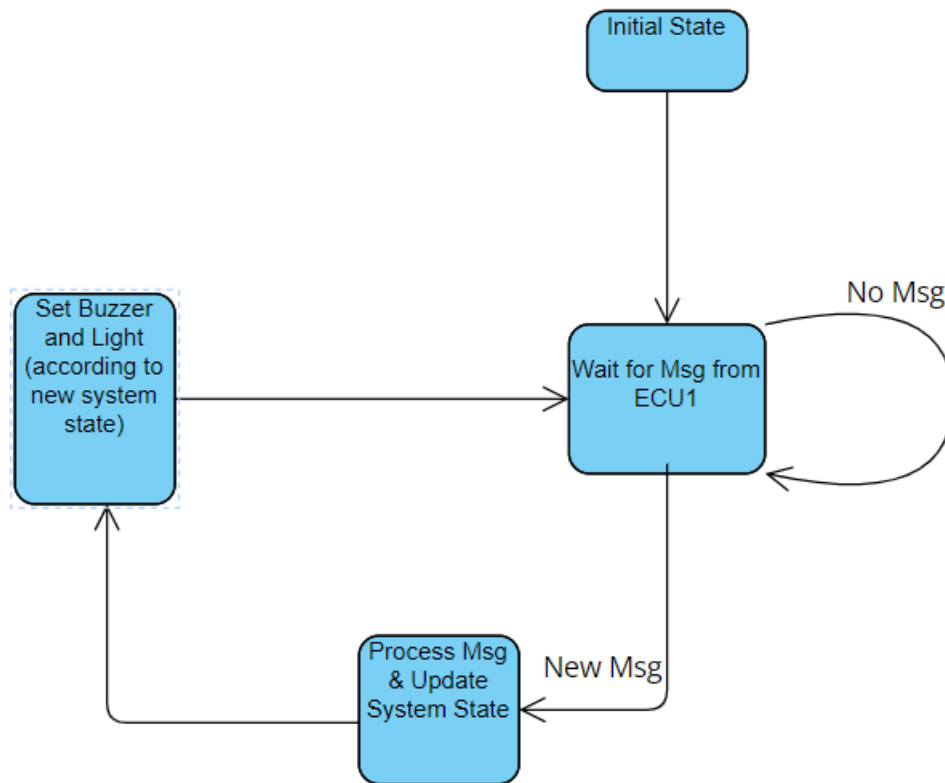 Initial State
No Msg
Set Buzzer
and Light
(according to
new system
state)
Wait for Msg from
ECU1
Process Msg
& Update
System State
New Msg